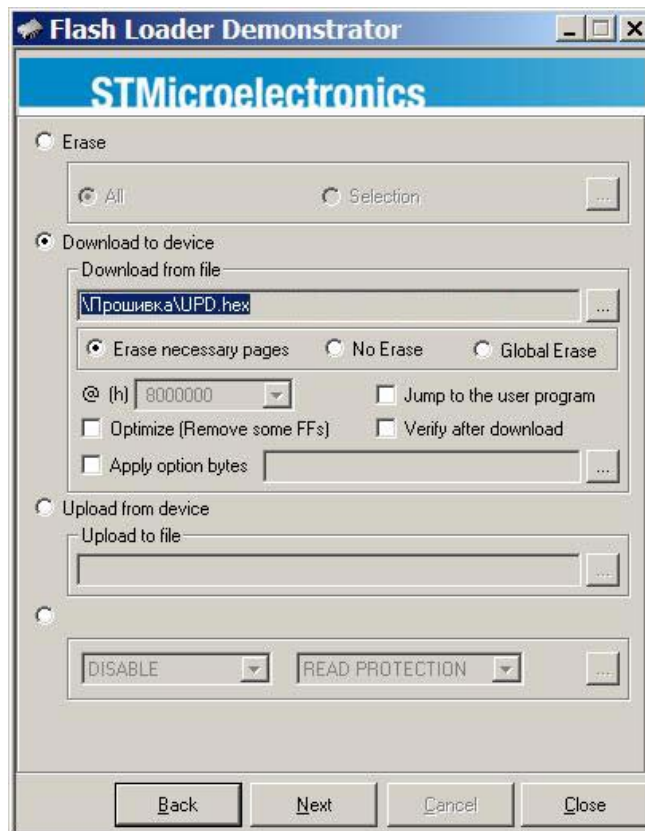 Flash Loader Demonstrator
STMicroelectronics
Erase
All Selection ...
Download to device
Download from file
\Прошивка\UPD.hex ...
Erase necessary pages No Erase Global Erase
@ (h) 8000000 Jump to the user program
Optimize (Remove some FFs) Verify after download
Apply option bytes ...
Upload from device
Upload to file
...
DISABLE READ PROTECTION ...
Back Next Cancel Close